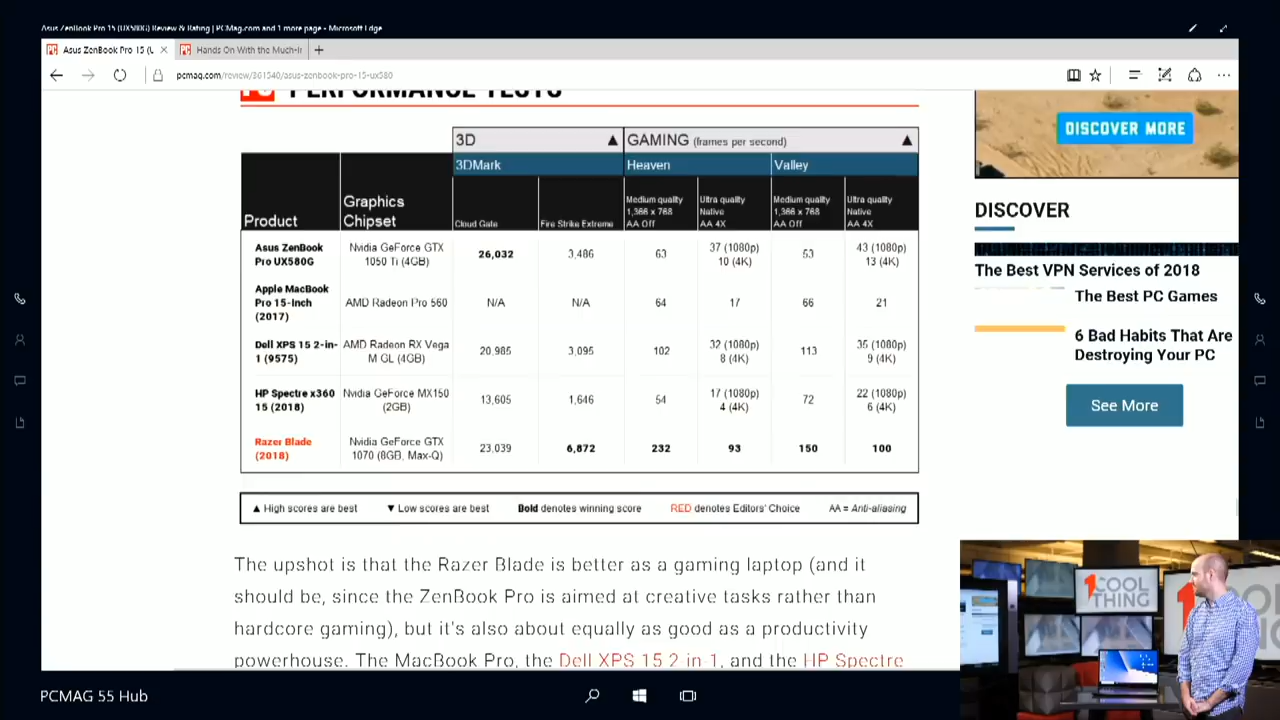 Asus ZenBook Pro 15 (UX580G) Review & Rating | PCMag.com and 1 more page - Microsoft Edge
Asus ZenBook Pro 15 (U
Hands On With the Much-In
pcmag.com/review/361540/asus-zenbook-pro-15-ux580
PERFORMANCE TESTS
3D ▲ GAMING (frames per second) ▲
3DMark Heaven Valley
Product Graphics Chipset Cloud Gate Fire Strike Extreme Medium quality 1,366 x 768 AA Off Ultra quality Native AA 4X Medium quality 1,366 x 768 AA Off Ultra quality Native AA 4X
Asus ZenBook Pro UX580G Nvidia GeForce GTX 1050 Ti (4GB) 26,032 3,486 63 37 (1080p) 10 (4K) 53 43 (1080p) 13 (4K)
Apple MacBook Pro 15-Inch (2017) AMD Radeon Pro 560 N/A N/A 64 17 66 21
Dell XPS 15 2-in-1 (9575) AMD Radeon RX Vega M GL (4GB) 20,985 3,095 102 32 (1080p) 8 (4K) 113 35 (1080p) 9 (4K)
HP Spectre x360 15 (2018) Nvidia GeForce MX150 (2GB) 13,605 1,646 54 17 (1080p) 4 (4K) 72 22 (1080p) 6 (4K)
Razer Blade (2018) Nvidia GeForce GTX 1070 (8GB, Max-Q) 23,039 6,872 232 93 150 100
▲ High scores are best ▼ Low scores are best Bold denotes winning score RED denotes Editors' Choice AA = Anti-aliasing
The upshot is that the Razer Blade is better as a gaming laptop (and it
should be, since the ZenBook Pro is aimed at creative tasks rather than
hardcore gaming), but it's also about equally as good as a productivity
powerhouse. The MacBook Pro, the Dell XPS 15 2 in 1, and the HP Spectre
DISCOVER MORE
DISCOVER
The Best VPN Services of 2018
The Best PC Games
6 Bad Habits That Are
Destroying Your PC
See More
1 COOL
THING
PCMAG 55 Hub